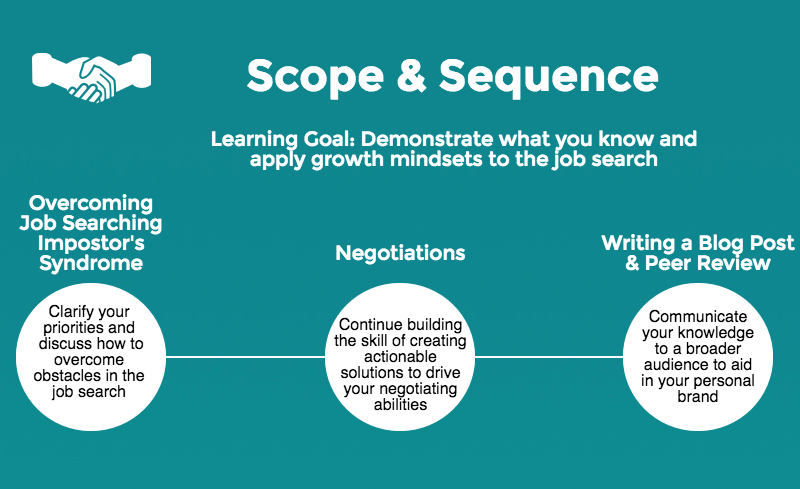 Scope & Sequence
Learning Goal: Demonstrate what you know and
apply growth mindsets to the job search
Overcoming
Job Searching
Impostor's
Syndrome
Clarify your
priorities and
discuss how to
overcome
obstacles in the
job search
Negotiations
Continue building
the skill of creating
actionable
solutions to drive
your negotiating
abilities
Writing a Blog Post
& Peer Review
Communicate
your knowledge
to a broader
audience to aid
in your personal
brand